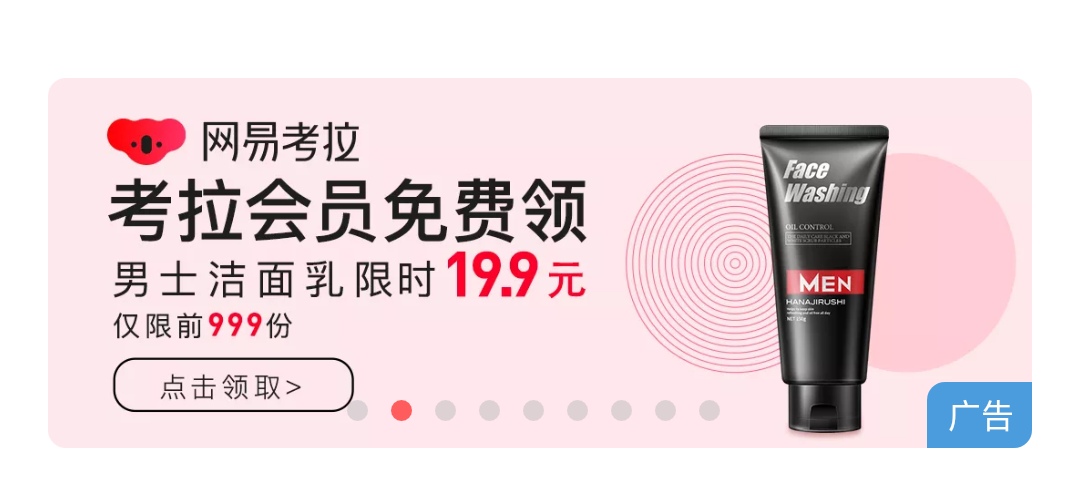 网易考拉
考拉会员免费领
男士洁面乳限时19.9元
仅限前999份
点击领取>
Face
Washing
OIL CONTROL
MEN
HANAJIRUSHI
广告